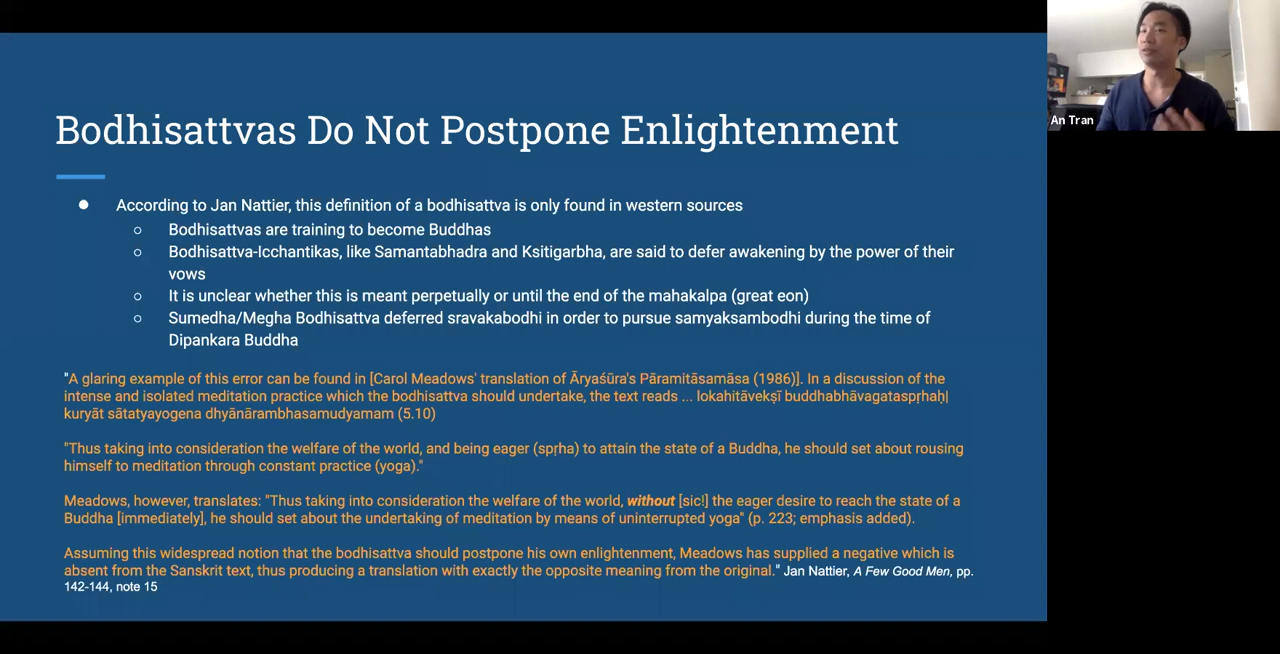 Bodhisattvas Do Not Postpone Enlightenment
An Tran
● According to Jan Nattier, this definition of a bodhisattva is only found in western sources
○ Bodhisattvas are training to become Buddhas
○ Bodhisattva-Icchantikas, like Samantabhadra and Ksitigarbha, are said to defer awakening by the power of their
vows
○ It is unclear whether this is meant perpetually or until the end of the mahakalpa (great eon)
○ Sumedha/Megha Bodhisattva deferred sravakabodhi in order to pursue samyaksambodhi during the time of
Dipankara Buddha
"A glaring example of this error can be found in [Carol Meadows' translation of Āryaśūra's Pāramitāsamāsa (1986)]. In a discussion of the
intense and isolated meditation practice which the bodhisattva should undertake, the text reads ... lokahitāvekṣī buddhabhāvagataspṛhaḥ|
kuryāt sātatyayogena dhyānārambhasamudyamam (5.10)
"Thus taking into consideration the welfare of the world, and being eager (spṛha) to attain the state of a Buddha, he should set about rousing
himself to meditation through constant practice (yoga)."
Meadows, however, translates: "Thus taking into consideration the welfare of the world, without [sic!] the eager desire to reach the state of a
Buddha [immediately], he should set about the undertaking of meditation by means of uninterrupted yoga" (p. 223; emphasis added).
Assuming this widespread notion that the bodhisattva should postpone his own enlightenment, Meadows has supplied a negative which is
absent from the Sanskrit text, thus producing a translation with exactly the opposite meaning from the original." Jan Nattier, A Few Good Men, pp.
142-144, note 15